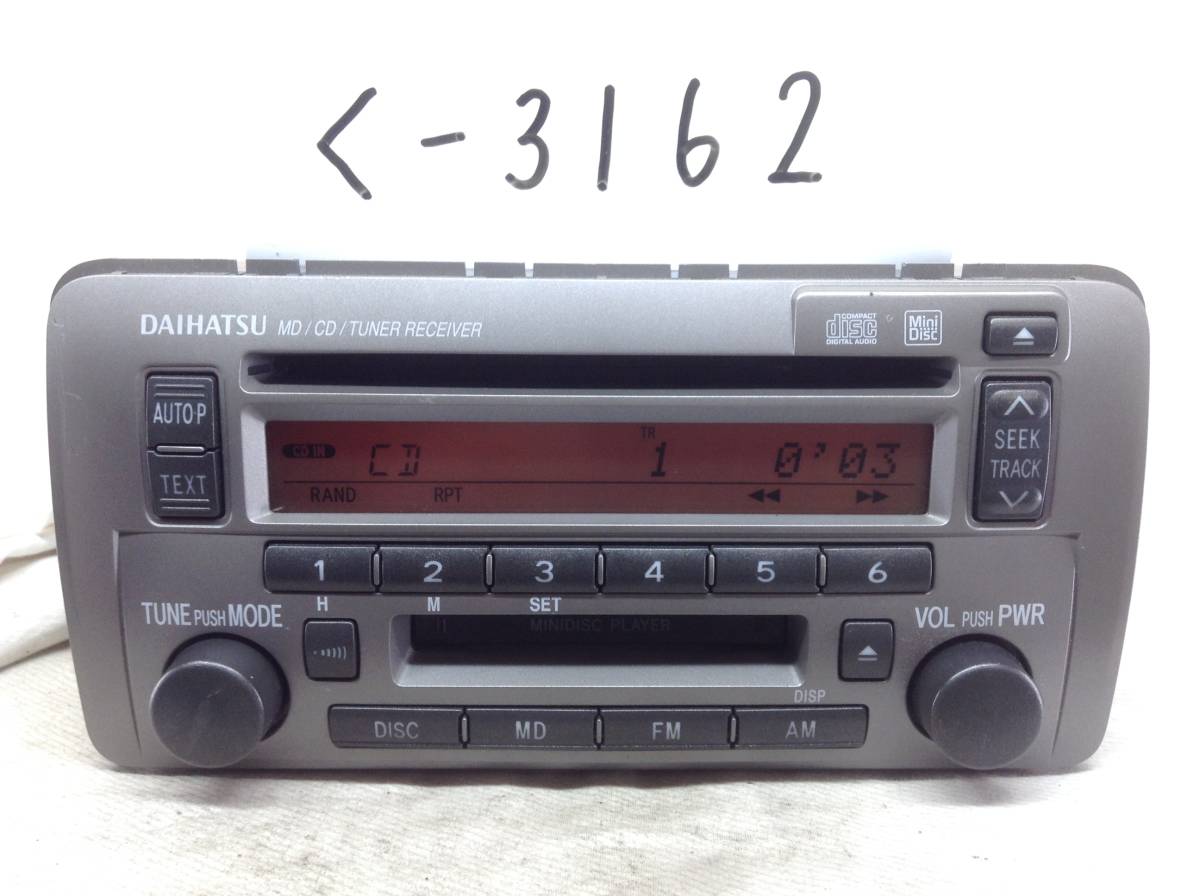 <-3162
DAIHATSU MD/CD/TUNER RECEIVER
COMPACT disc DIGITAL AUDIO
Mini Disc
AUTO·P
TEXT
SEEK
TRACK
CD IN CD TR 1 0'03
RAND RPT ◀◀ ▶▶
1 2 3 4 5 6
H M SET
TUNE PUSH MODE
VOL PUSH PWR
MINIDISC PLAYER
DISP
DISC MD FM AM